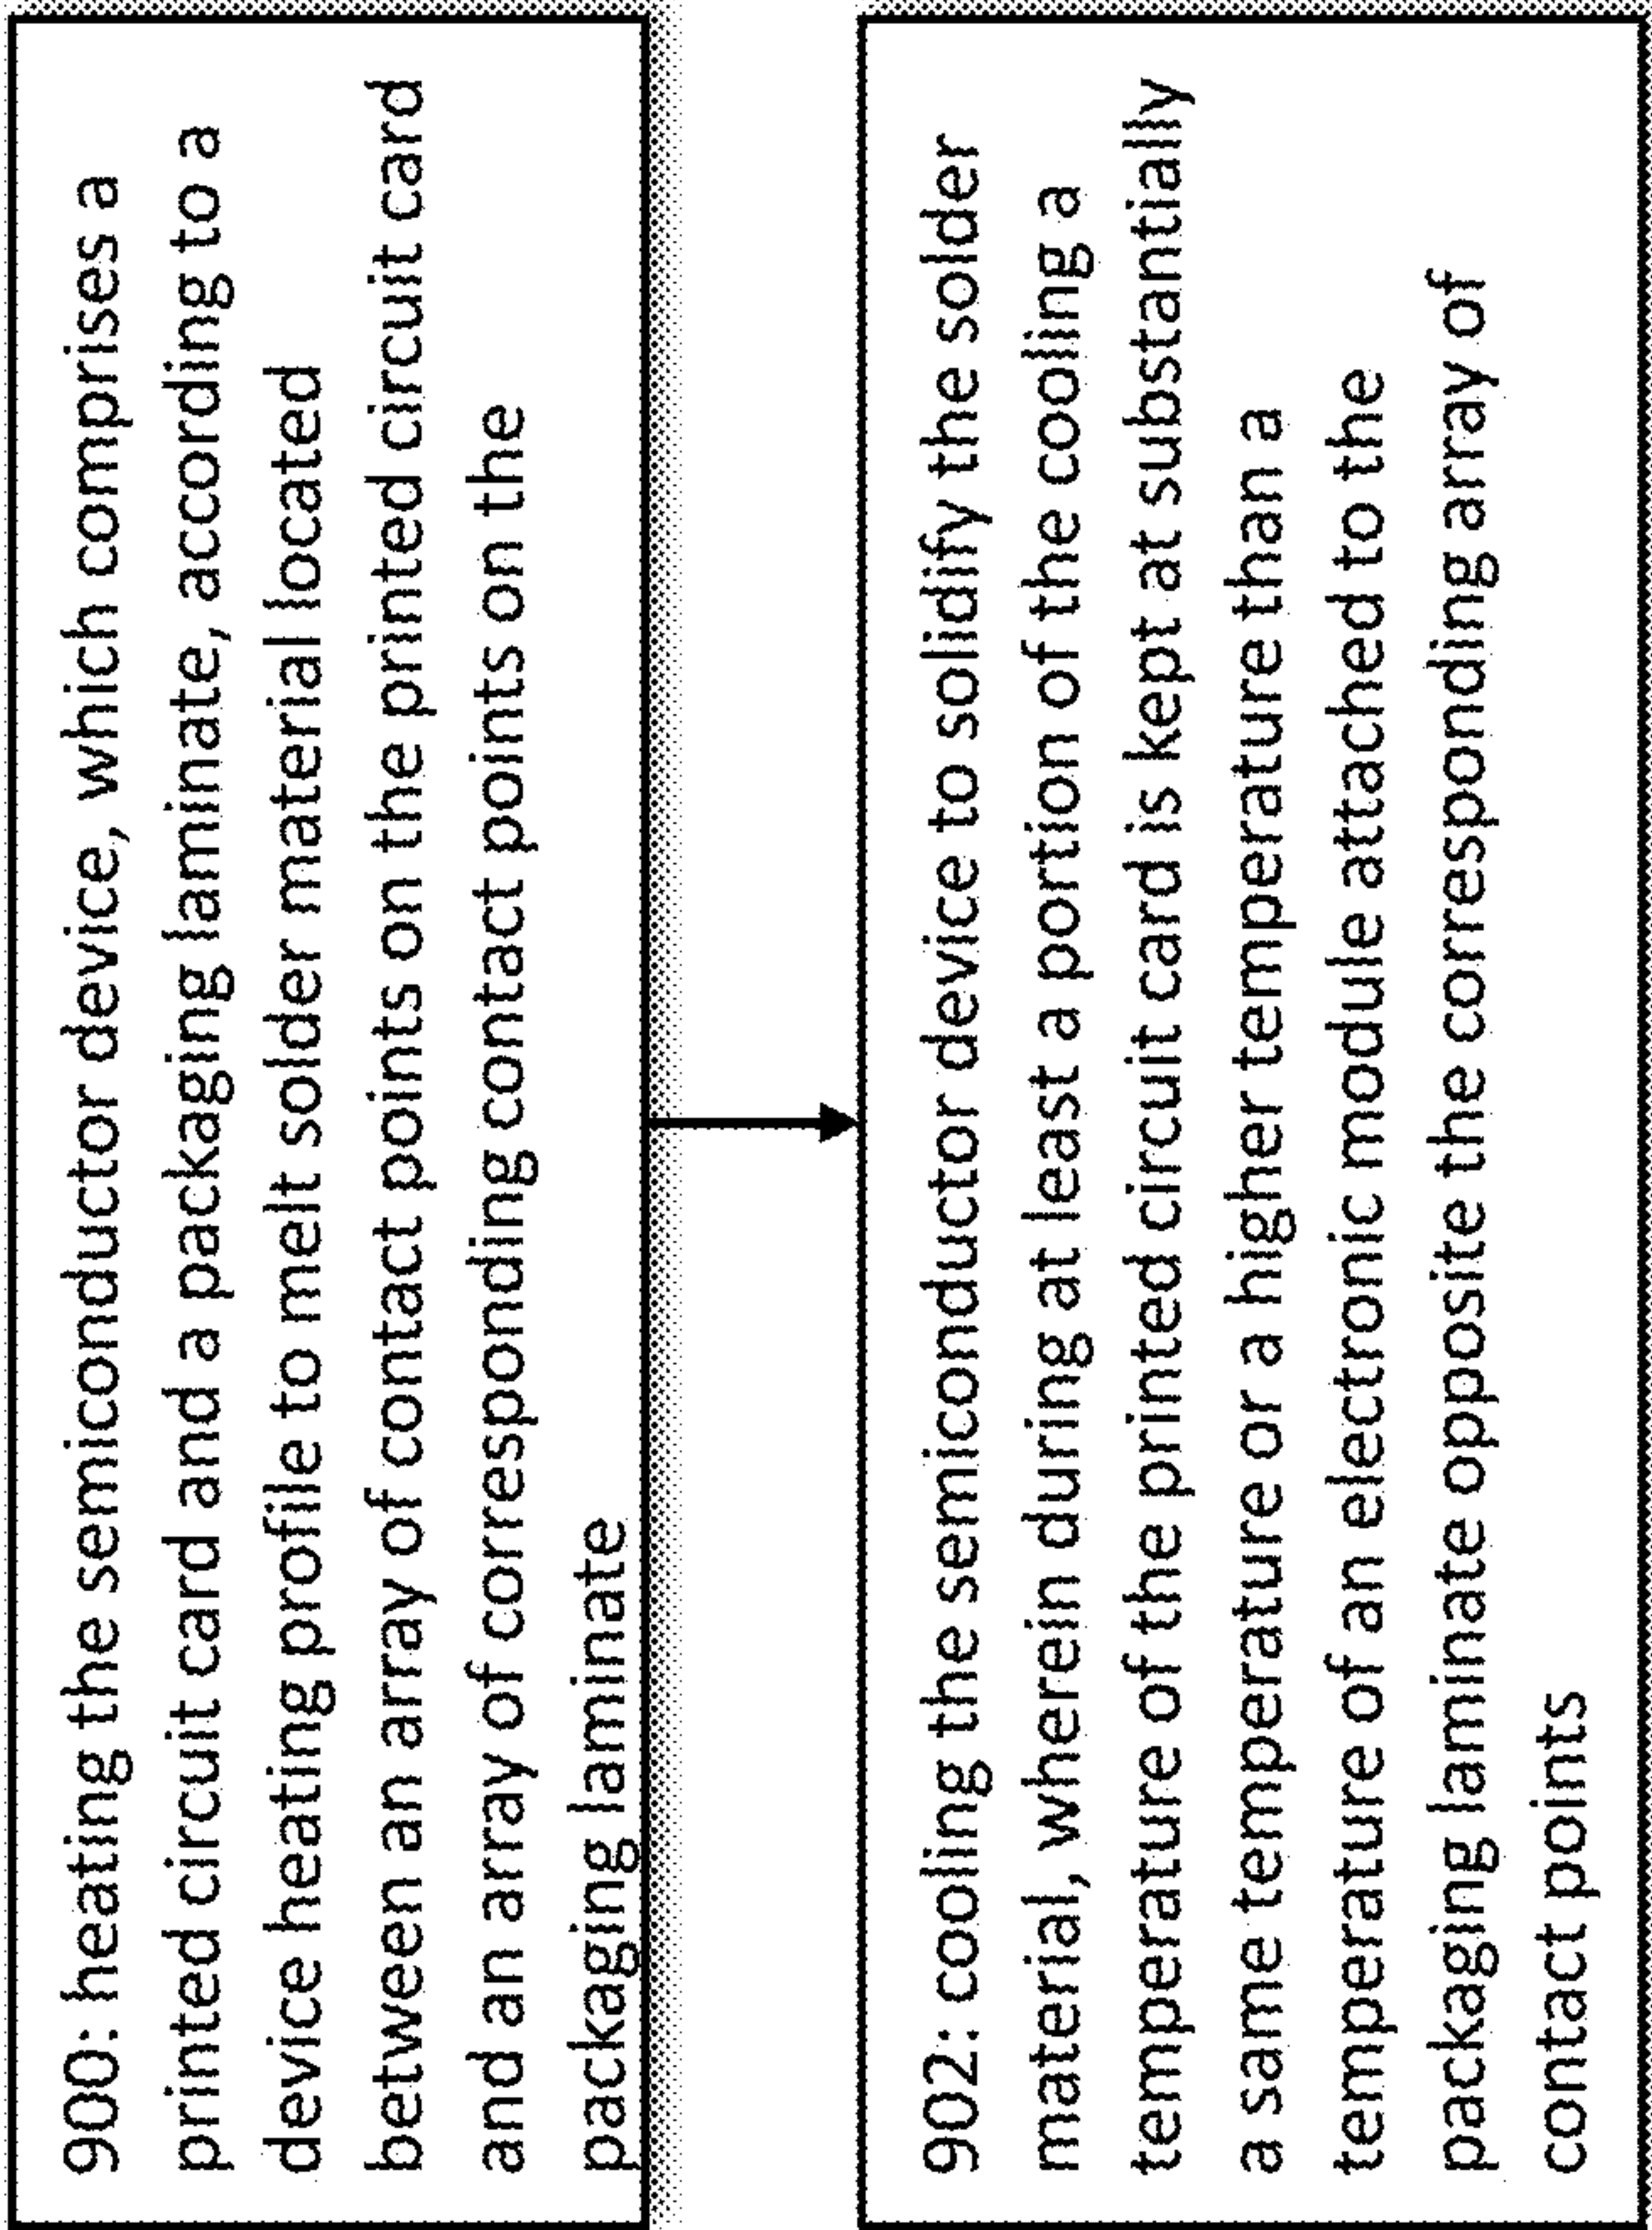 900: heating the semiconductor device, which comprises a
printed circuit card and a packaging laminate, according to a
device heating profile to melt solder material located
between an array of contact points on the printed circuit card
and an array of corresponding contact points on the
packaging laminate
902: cooling the semiconductor device to solidify the solder
material, wherein during at least a portion of the cooling a
temperature of the printed circuit card is kept at substantially
a same temperature or a higher temperature than a
temperature of an electronic module attached to the
packaging laminate opposite the corresponding array of
contact points